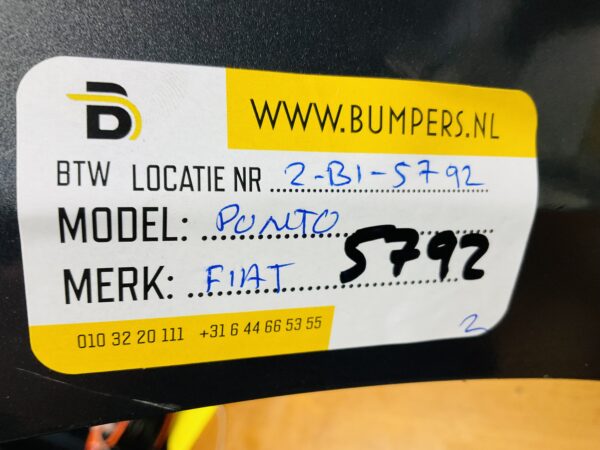 B
WWW.BUMPERS.NL
BTW LOCATIE NR 2-B1-5792
MODEL: PUNTO
5792
MERK: FIAT
010 32 20 111 +31 6 44 66 53 55
2